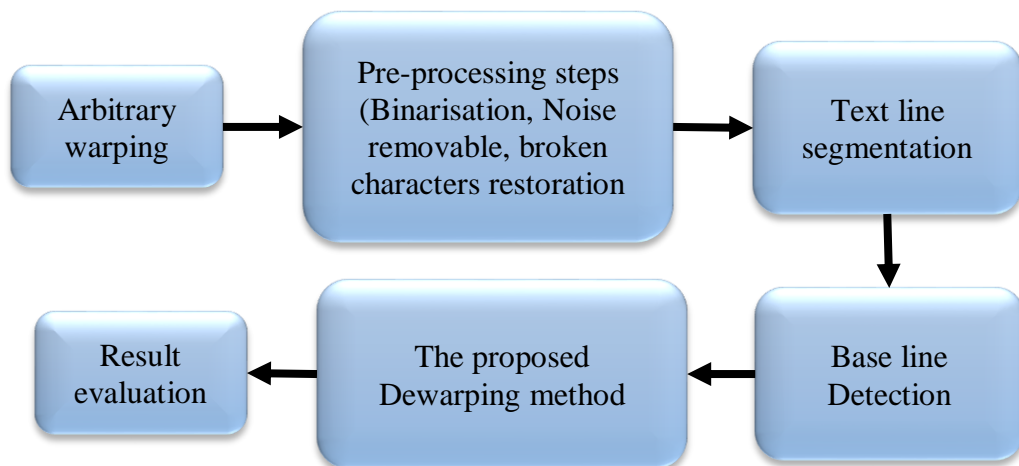 Arbitrary
warping
Pre-processing steps
(Binarisation, Noise
removable, broken
characters restoration
Text line
segmentation
Base line
Detection
The proposed
Dewarping method
Result
evaluation